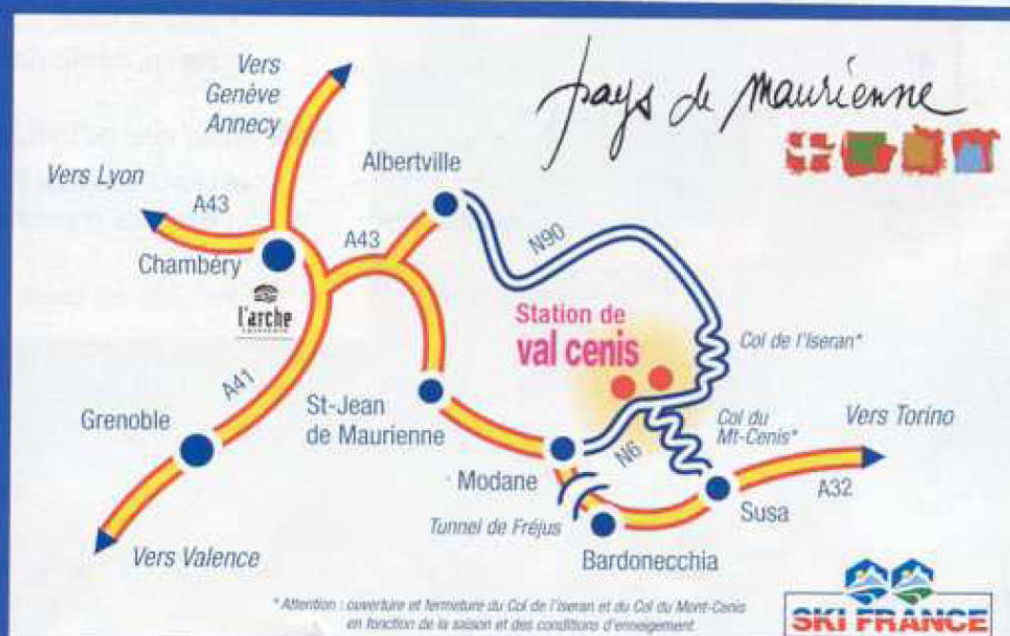 Vers
Genève
Annecy
pays de maurienne
Vers Lyon
A43
Albertville
Chambéry
A43
N90
l'arche
Station de
val cenis
Col de l'Iseran*
A41
Grenoble
St-Jean
de Maurienne
Col du
Mt-Cenis*
Vers Torino
N6
Modane
A32
Susa
Tunnel de Fréjus
Vers Valence
Bardonecchia
* Attention : ouverture et fermeture du Col de l'Iseran et du Col du Mont-Cenis
en fonction de la saison et des conditions d'enneigement.
SKI FRANCE